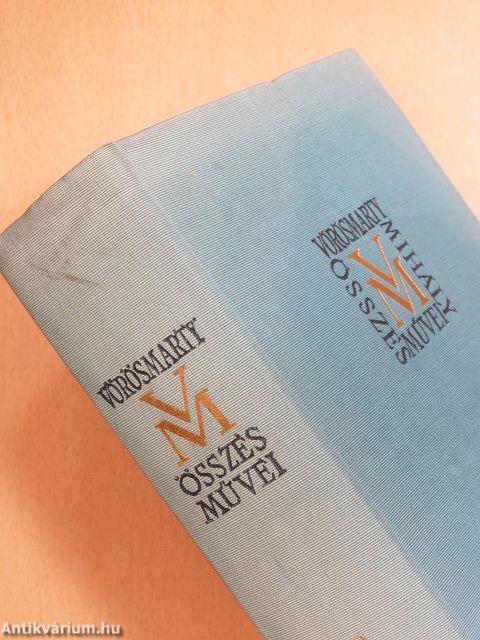 VÖRÖSMARTY
VM
ÖSSZES
MŰVEI
VÖRÖSMARTY
MIHÁLY
VM
ÖSSZES
MŰVEI
Antikvárium.hu